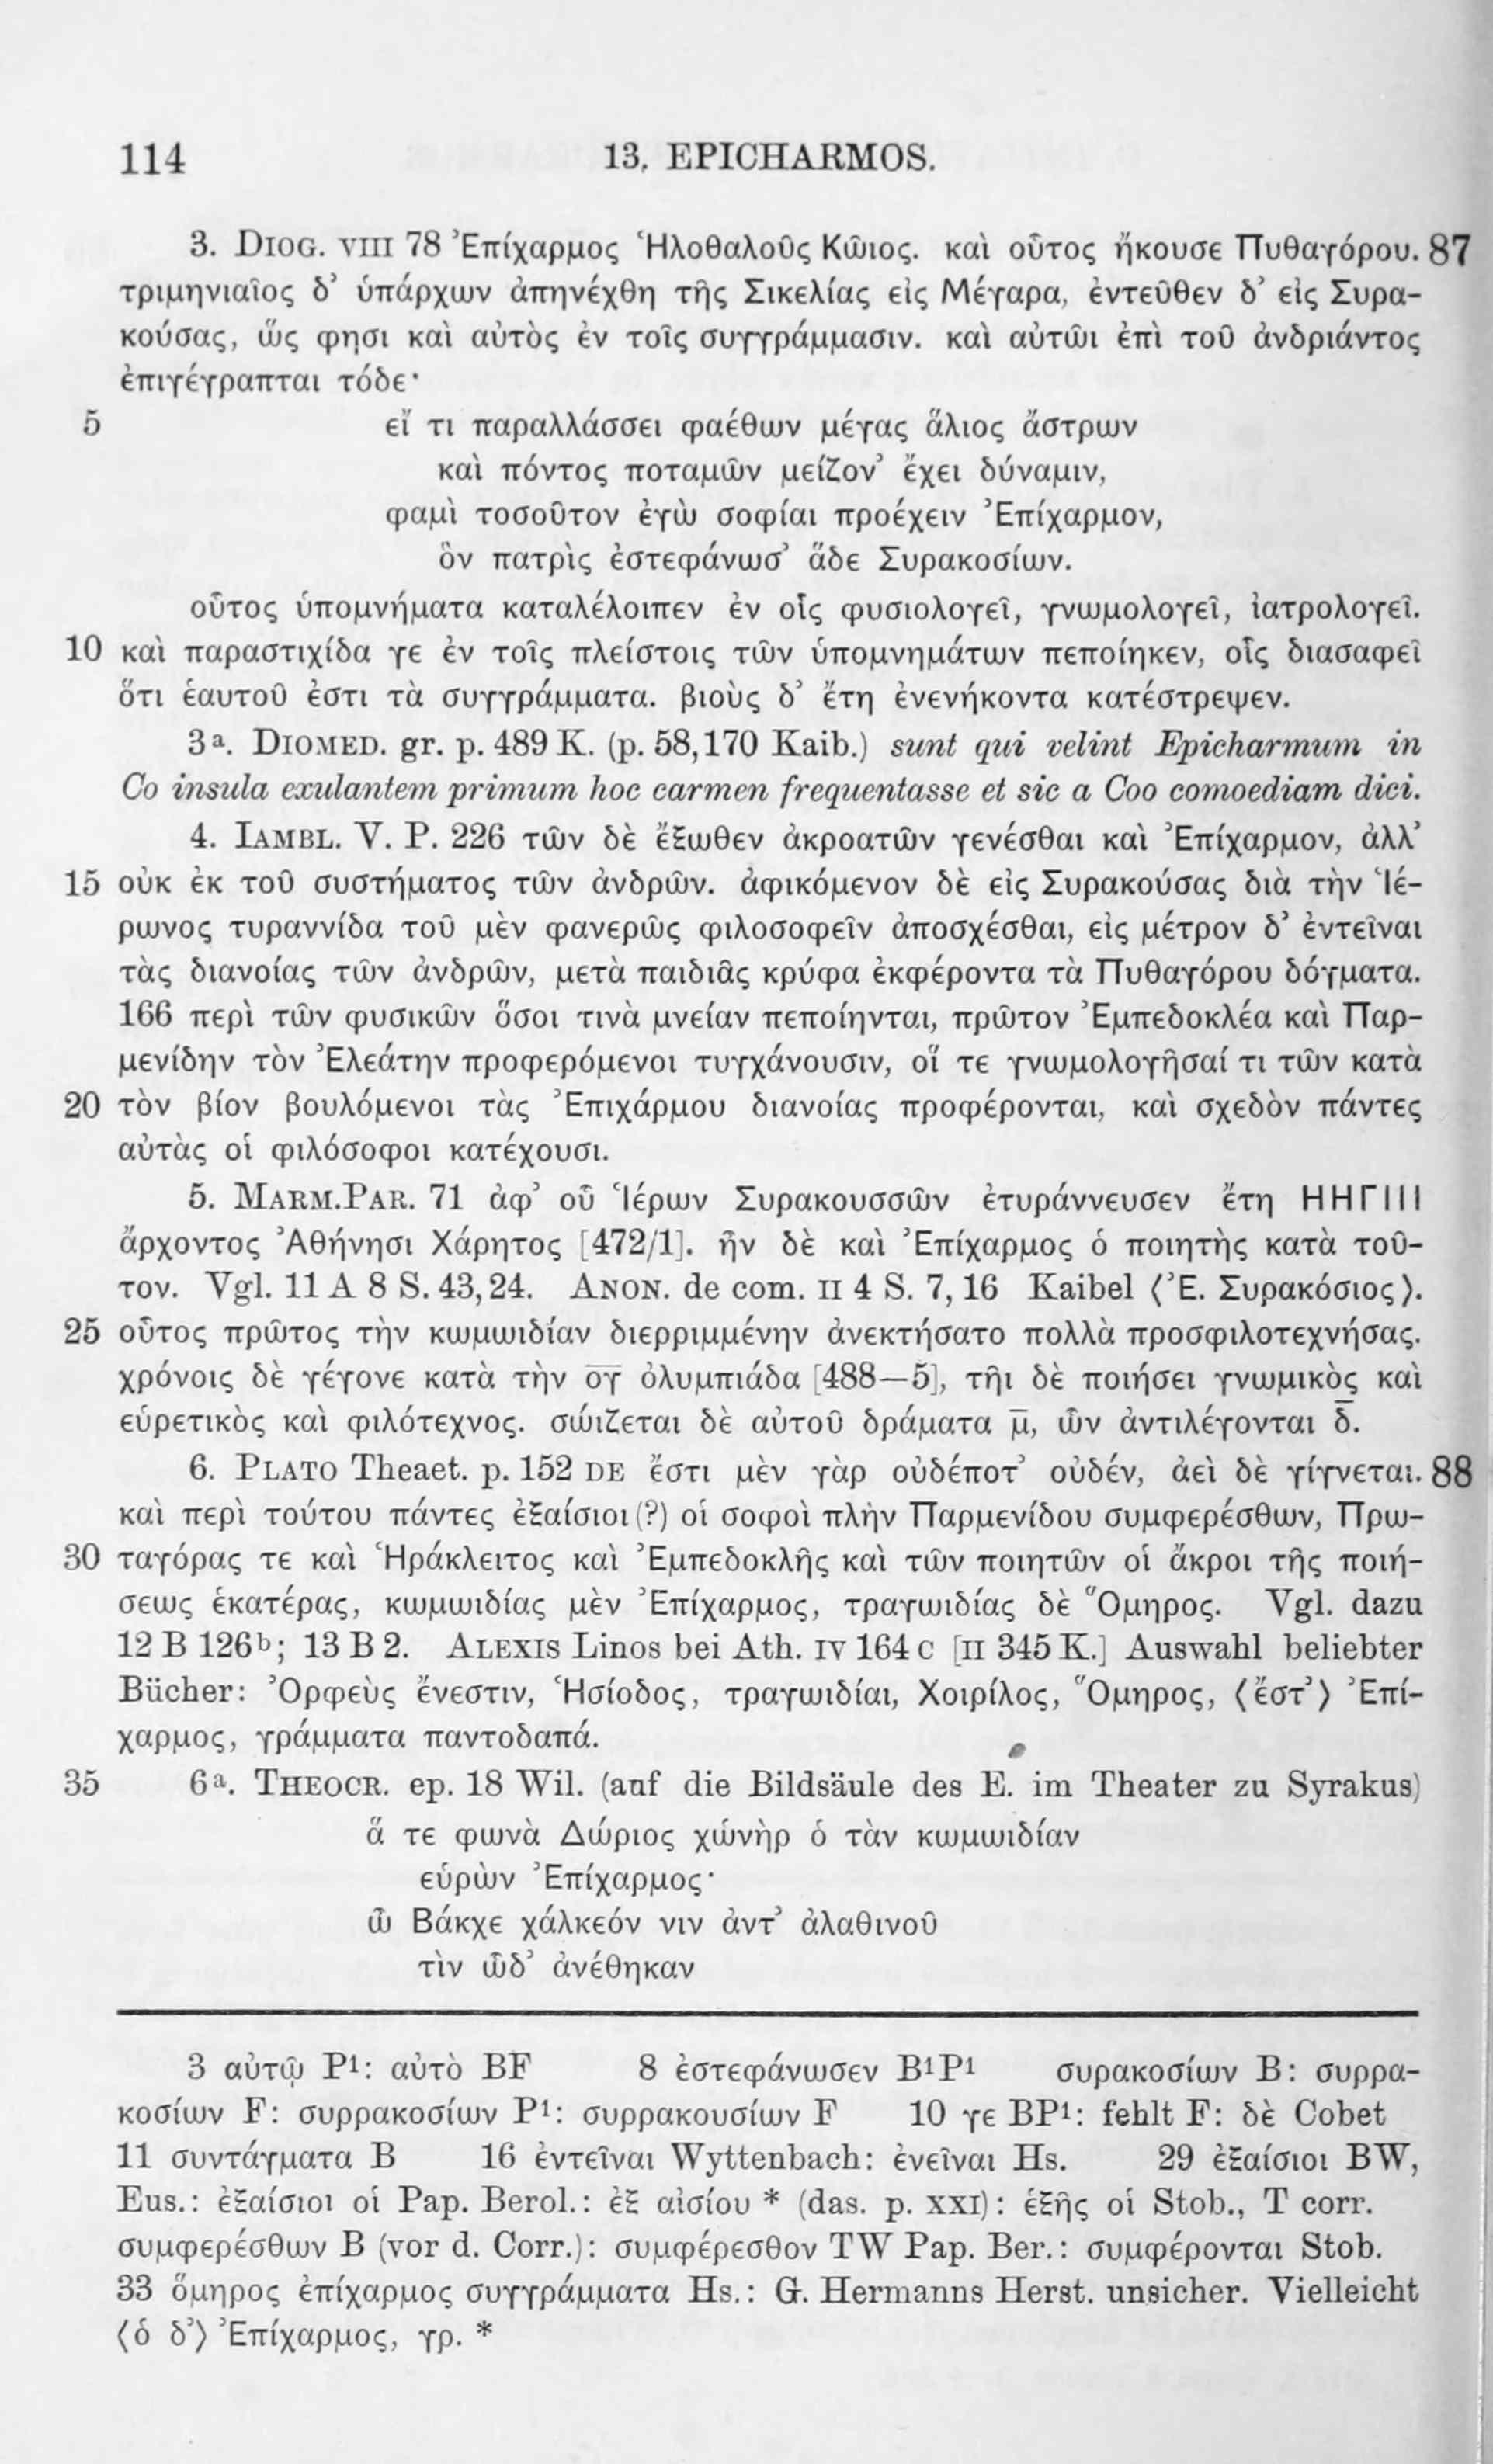 114 13. EPICHARMOS.
3. DIOG. VIII 78 Ἐπίχαρμος Ἡλοθαλοῦς Κῶιος. καὶ οὗτος ἤκουσε Πυθαγόρου. 87
τριμηνιαῖος δ’ ὑπάρχων ἀπηνέχθη τῆς Σικελίας εἰς Μέγαρα, ἐντεῦθεν δ’ εἰς Συρα-
κούσας, ὥς φησι καὶ αὐτὸς ἐν τοῖς συγγράμμασιν. καὶ αὐτῶι ἐπὶ τοῦ ἀνδριάντος
ἐπιγέγραπται τόδε·
5 εἴ τι παραλλάσσει φαέθων μέγας ἅλιος ἄστρων
καὶ πόντος ποταμῶν μείζον’ ἔχει δύναμιν,
φαμὶ τοσοῦτον ἐγὼ σοφίαι προέχειν Ἐπίχαρμον,
ὃν πατρὶς ἐστεφάνωσ’ ἅδε Συρακοσίων.
οὗτος ὑπομνήματα καταλέλοιπεν ἐν οἷς φυσιολογεῖ, γνωμολογεῖ, ἰατρολογεῖ.
10 καὶ παραστιχίδα γε ἐν τοῖς πλείστοις τῶν ὑπομνημάτων πεποίηκεν, οἷς διασαφεῖ
ὅτι ἑαυτοῦ ἐστι τὰ συγγράμματα. βιοὺς δ’ ἔτη ἐνενήκοντα κατέστρεψεν.
3ª. DIOMED. gr. p. 489 K. (p. 58,170 Kaib.) sunt qui velint Epicharmum in
Co insula exulantem primum hoc carmen frequentasse et sic a Coo comoediam dici.
4. IAMBL. V. P. 226 τῶν δὲ ἔξωθεν ἀκροατῶν γενέσθαι καὶ Ἐπίχαρμον, ἀλλ’
15 οὐκ ἐκ τοῦ συστήματος τῶν ἀνδρῶν. ἀφικόμενον δὲ εἰς Συρακούσας διὰ τὴν Ἱέ-
ρωνος τυραννίδα τοῦ μὲν φανερῶς φιλοσοφεῖν ἀποσχέσθαι, εἰς μέτρον δ’ ἐντεῖναι
τὰς διανοίας τῶν ἀνδρῶν, μετὰ παιδιᾶς κρύφα ἐκφέροντα τὰ Πυθαγόρου δόγματα.
166 περὶ τῶν φυσικῶν ὅσοι τινὰ μνείαν πεποίηνται, πρῶτον Ἐμπεδοκλέα καὶ Παρ-
μενίδην τὸν Ἐλεάτην προφερόμενοι τυγχάνουσιν, οἵ τε γνωμολογῆσαί τι τῶν κατὰ
20 τὸν βίον βουλόμενοι τὰς Ἐπιχάρμου διανοίας προφέρονται, καὶ σχεδὸν πάντες
αὐτὰς οἱ φιλόσοφοι κατέχουσι.
5. MARM.PAR. 71 ἀφ’ οὗ Ἱέρων Συρακουσσῶν ἐτυράννευσεν ἔτη ΗΗΓΙΙΙ
ἄρχοντος Ἀθήνησι Χάρητος [472/1]. ἦν δὲ καὶ Ἐπίχαρμος ὁ ποιητὴς κατὰ τοῦ-
τον. Vgl. 11 A 8 S. 43,24. ANON. de com. II 4 S. 7,16 Kaibel ⟨Ἐ. Συρακόσιος⟩.
25 οὗτος πρῶτος τὴν κωμωιδίαν διερριμμένην ἀνεκτήσατο πολλὰ προσφιλοτεχνήσας.
χρόνοις δὲ γέγονε κατὰ τὴν ο̅γ̅ ὀλυμπιάδα [488—5], τῆι δὲ ποιήσει γνωμικὸς καὶ
εὑρετικὸς καὶ φιλότεχνος. σώιζεται δὲ αὐτοῦ δράματα μ̅, ὧν ἀντιλέγονται δ̅.
6. PLATO Theaet. p. 152 DE ἔστι μὲν γὰρ οὐδέποτ’ οὐδέν, ἀεὶ δὲ γίγνεται. 88
καὶ περὶ τούτου πάντες ἐξαίσιοι (?) οἱ σοφοὶ πλὴν Παρμενίδου συμφερέσθων, Πρω-
30 ταγόρας τε καὶ Ἡράκλειτος καὶ Ἐμπεδοκλῆς καὶ τῶν ποιητῶν οἱ ἄκροι τῆς ποιή-
σεως ἑκατέρας, κωμωιδίας μὲν Ἐπίχαρμος, τραγωιδίας δὲ Ὅμηρος. Vgl. dazu
12 B 126ᵇ; 13 B 2. ALEXIS Linos bei Ath. IV 164 c [II 345 K.] Auswahl beliebter
Bücher: Ὀρφεὺς ἔνεστιν, Ἡσίοδος, τραγωιδίαι, Χοιρίλος, Ὅμηρος, ⟨ἔστ’⟩ Ἐπί-
χαρμος, γράμματα παντοδαπά.
35 6ª. THEOCR. ep. 18 Wil. (auf die Bildsäule des E. im Theater zu Syrakus)
ἅ τε φωνὰ Δώριος χὠνὴρ ὁ τὰν κωμωιδίαν
εὑρὼν Ἐπίχαρμος·
ὦ Βάκχε χάλκεόν νιν ἀντ’ ἀλαθινοῦ
τὶν ὧδ’ ἀνέθηκαν
3 αὐτῷ P¹: αὐτὸ BF 8 ἐστεφάνωσεν B¹P¹ συρακοσίων B: συρρα-
κοσίων F: συρρακοσίων P¹: συρρακουσίων F 10 γε BP¹: fehlt F: δὲ Cobet
11 συντάγματα B 16 ἐντεῖναι Wyttenbach: ἐνεῖναι Hs. 29 ἐξαίσιοι BW,
Eus.: ἐξαίσιοι οἱ Pap. Berol.: ἐξ αἰσίου * (das. p. XXI): ἑξῆς οἱ Stob., T corr.
συμφερέσθων B (vor d. Corr.): συμφέρεσθον TW Pap. Ber.: συμφέρονται Stob.
33 ὅμηρος ἐπίχαρμος συγγράμματα Hs.: G. Hermanns Herst. unsicher. Vielleicht
⟨ὁ δ’⟩ Ἐπίχαρμος, γρ. *